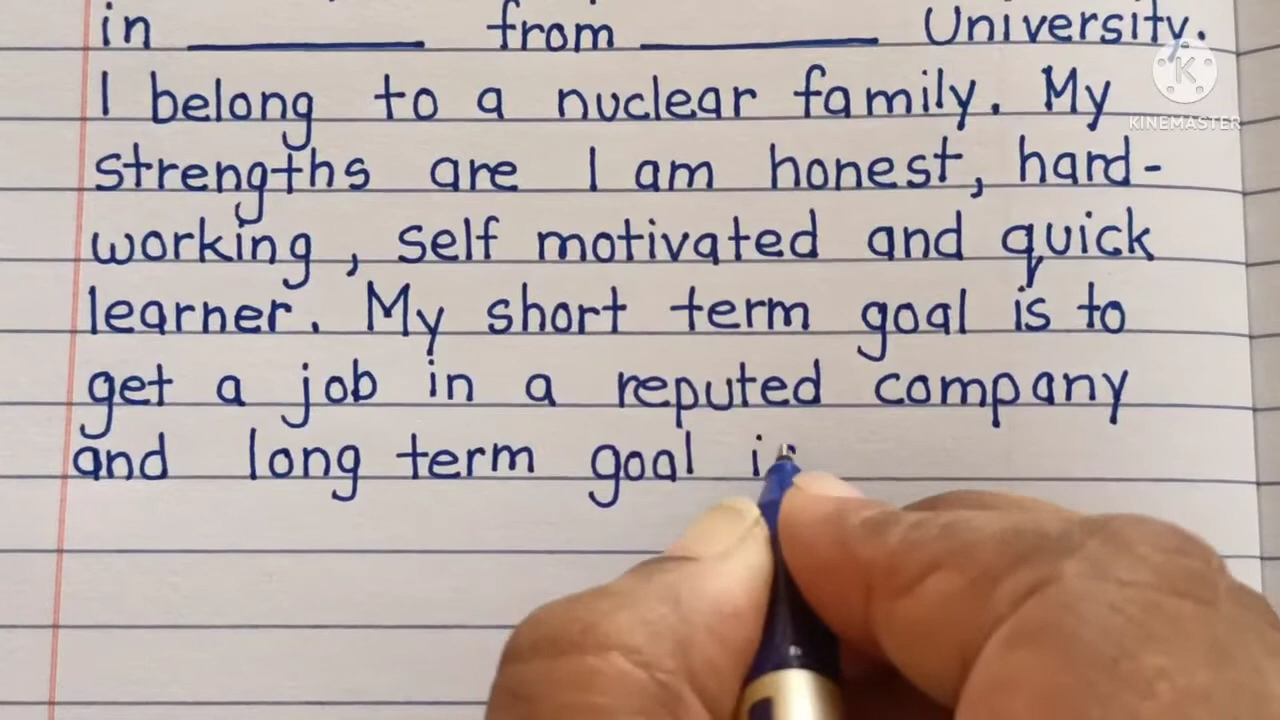 in ________ from ________ University.
I belong to a nuclear family. My
strengths are I am honest, hard-
working, self motivated and quick
learner. My short term goal is to
get a job in a reputed company
and long term goal is
K
KINEMASTER